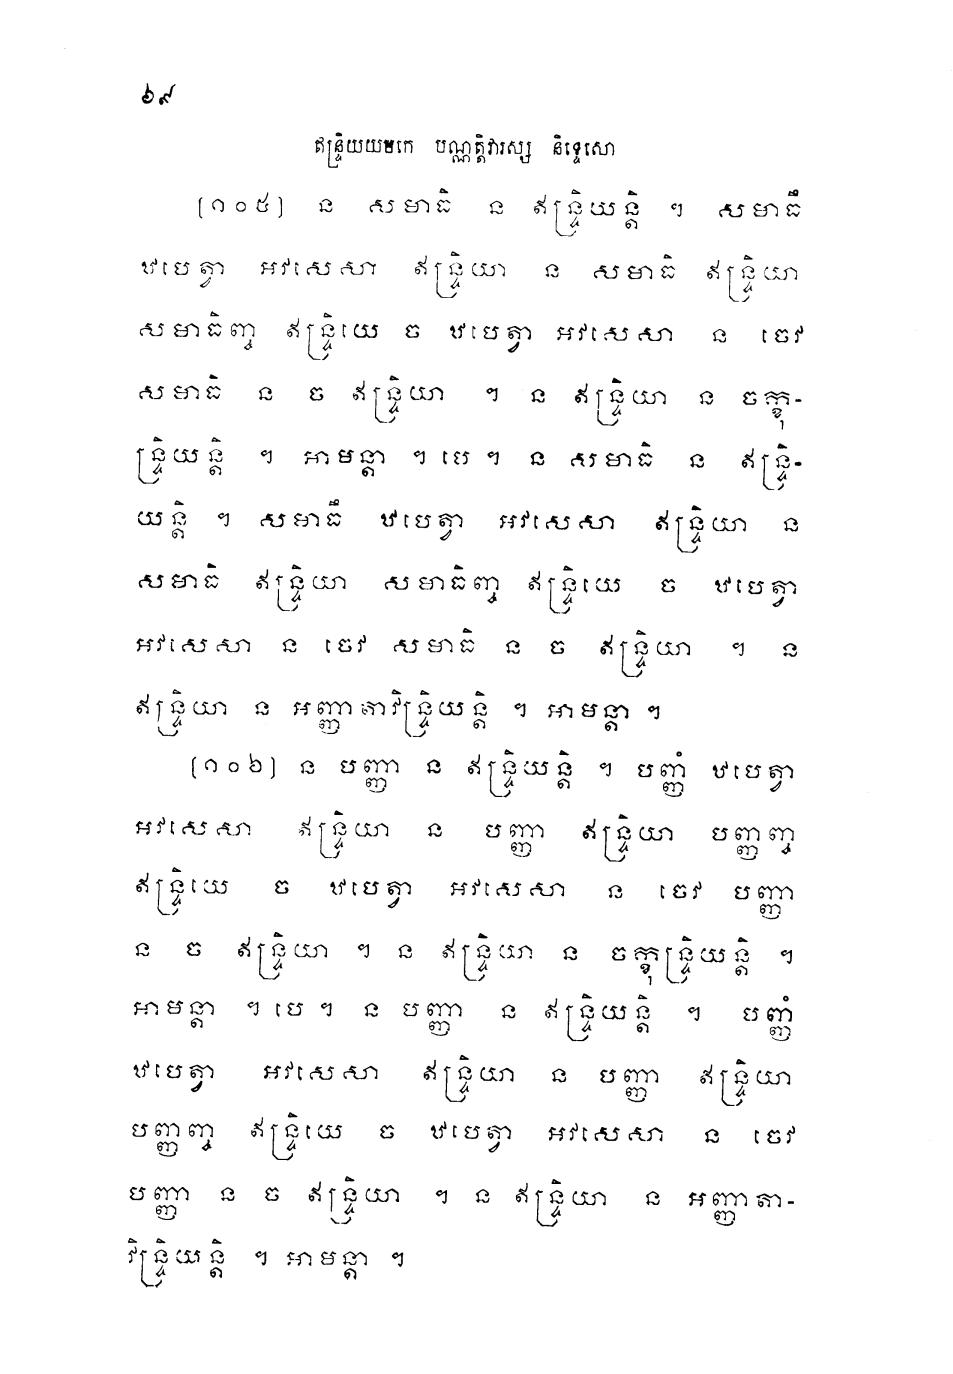 ៦៩
ឥន្ទ្រិយយមកេ បណ្ណត្តិវារស្ស និទ្ទេសោ
(១០៥) ន សមាធិ ន ឥន្ទ្រិយន្តិ ។ សមាធឹ
ឋបេត្វា អវសេសា ឥន្ទ្រិយា ន សមាធិ ឥន្ទ្រិយា
សមាធិញ្ច ឥន្ទ្រិយេ ច ឋបេត្វា អវសេសា ន ចេវ
សមាធិ ន ច ឥន្ទ្រិយា ។ ន ឥន្ទ្រិយា ន ចក្ខុ-
ន្ទ្រិយន្តិ ។ អាមន្តា ។ បេ ។ ន សមាធិ ន ឥន្ទ្រិ-
យន្តិ ។ សមាធឹ ឋបេត្វា អវសេសា ឥន្ទ្រិយា ន
សមាធិ ឥន្ទ្រិយា សមាធិញ្ច ឥន្ទ្រិយេ ច ឋបេត្វា
អវសេសា ន ចេវ សមាធិ ន ច ឥន្ទ្រិយា ។ ន
ឥន្ទ្រិយា ន អញ្ញាតាវិន្ទ្រិយន្តិ ។ អាមន្តា ។
(១០៦) ន បញ្ញា ន ឥន្ទ្រិយន្តិ ។ បញ្ញំ ឋបេត្វា
អវសេសា ឥន្ទ្រិយា ន បញ្ញា ឥន្ទ្រិយា បញ្ញញ្ច
ឥន្ទ្រិយេ ច ឋបេត្វា អវសេសា ន ចេវ បញ្ញា
ន ច ឥន្ទ្រិយា ។ ន ឥន្ទ្រិយា ន ចក្ខុន្ទ្រិយន្តិ ។
អាមន្តា ។ បេ ។ ន បញ្ញា ន ឥន្ទ្រិយន្តិ ។ បញ្ញំ
ឋបេត្វា អវសេសា ឥន្ទ្រិយា ន បញ្ញា ឥន្ទ្រិយា
បញ្ញញ្ច ឥន្ទ្រិយេ ច ឋបេត្វា អវសេសា ន ចេវ
បញ្ញា ន ច ឥន្ទ្រិយា ។ ន ឥន្ទ្រិយា ន អញ្ញាតា-
វិន្ទ្រិយន្តិ ។ អាមន្តា ។